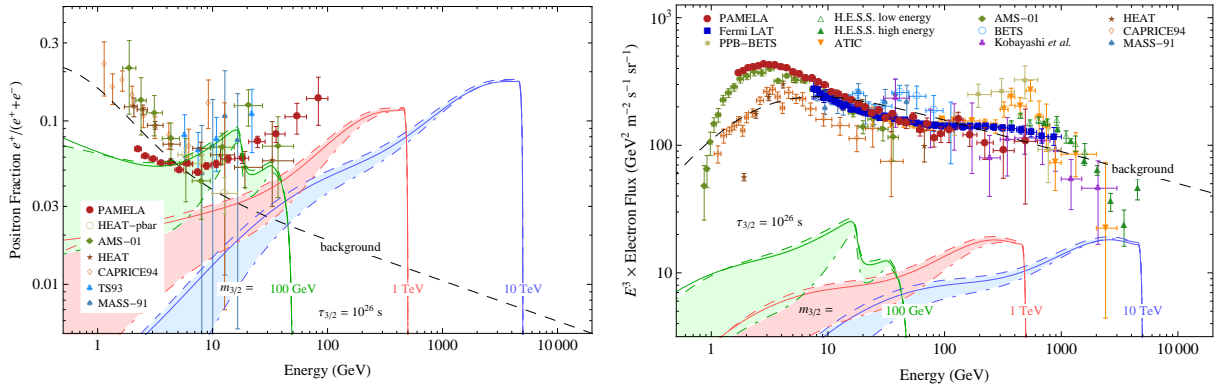 0.3
0.1
0.03
0.01
Positron Fraction e⁺/(e⁺+e⁻)
PAMELA
HEAT-pbar
AMS-01
HEAT
CAPRICE94
TS93
MASS-91
background
m₃/₂ =
100 GeV
1 TeV
10 TeV
τ₃/₂ = 10²⁶ s
1
10
100
1000
10 000
Energy (GeV)
E³ × Electron Flux (GeV² m⁻² s⁻¹ sr⁻¹)
10³
100
10
PAMELA
Fermi LAT
PPB-BETS
H.E.S.S. low energy
H.E.S.S. high energy
ATIC
AMS-01
BETS
Kobayashi et al.
HEAT
CAPRICE94
MASS-91
background
τ₃/₂ = 10²⁶ s
m₃/₂ =
100 GeV
1 TeV
10 TeV
1
10
100
1000
10 000
Energy (GeV)